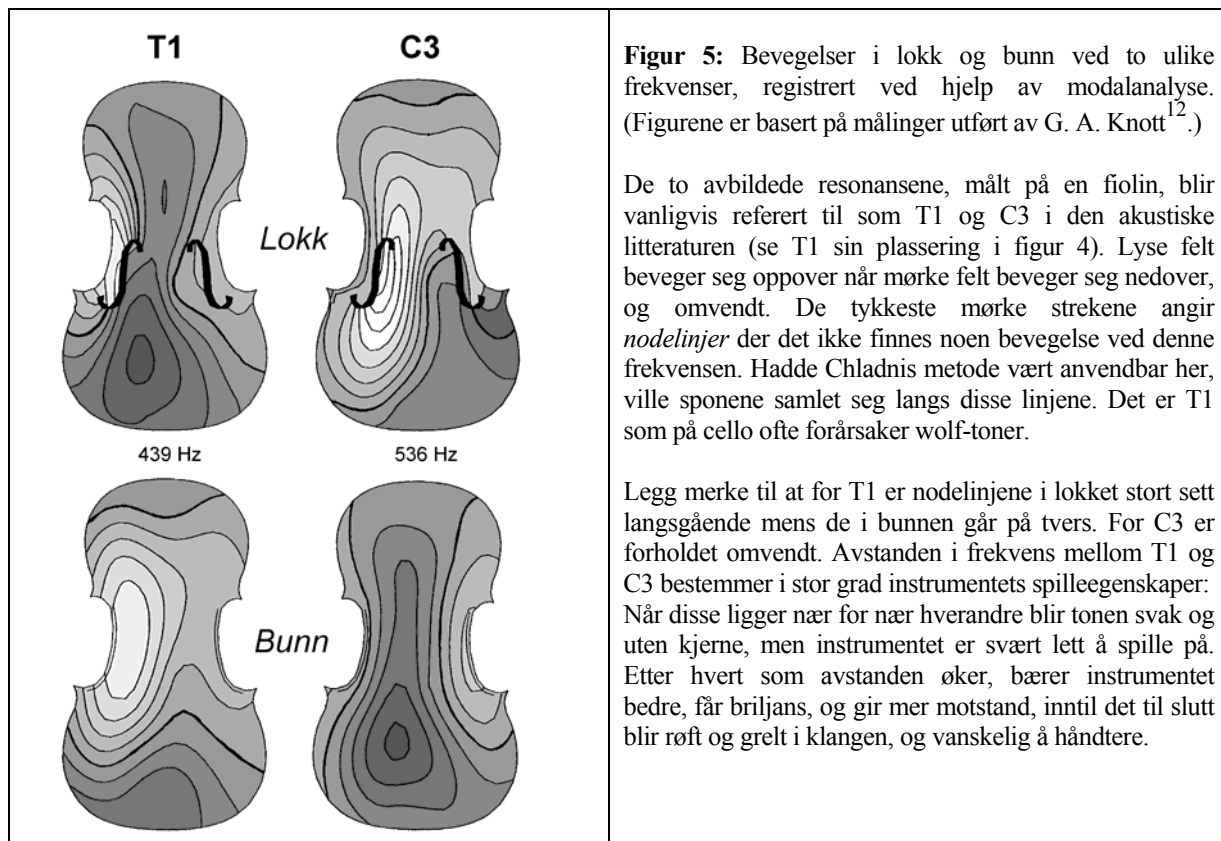 T1
C3
Lokk
439 Hz
536 Hz
Bunn
Figur 5: Bevegelser i lokk og bunn ved to ulike
frekvenser, registrert ved hjelp av modalanalyse.
(Figurene er basert på målinger utført av G. A. Knott12.)
De to avbildede resonansene, målt på en fiolin, blir
vanligvis referert til som T1 og C3 i den akustiske
litteraturen (se T1 sin plassering i figur 4). Lyse felt
beveger seg oppover når mørke felt beveger seg nedover,
og omvendt. De tykkeste mørke strekene angir
nodelinjer der det ikke finnes noen bevegelse ved denne
frekvensen. Hadde Chladnis metode vært anvendbar her,
ville sponene samlet seg langs disse linjene. Det er T1
som på cello ofte forårsaker wolf-toner.
Legg merke til at for T1 er nodelinjene i lokket stort sett
langsgående mens de i bunnen går på tvers. For C3 er
forholdet omvendt. Avstanden i frekvens mellom T1 og
C3 bestemmer i stor grad instrumentets spilleegenskaper:
Når disse ligger nær for nær hverandre blir tonen svak og
uten kjerne, men instrumentet er svært lett å spille på.
Etter hvert som avstanden øker, bærer instrumentet
bedre, får briljans, og gir mer motstand, inntil det til slutt
blir røft og grelt i klangen, og vanskelig å håndtere.